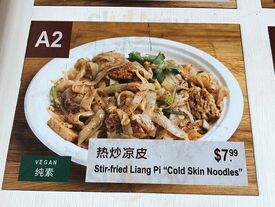 A2
VEGAN
纯素
热炒凉皮
$7.99
Stir-fried Liang Pi “Cold Skin Noodles”